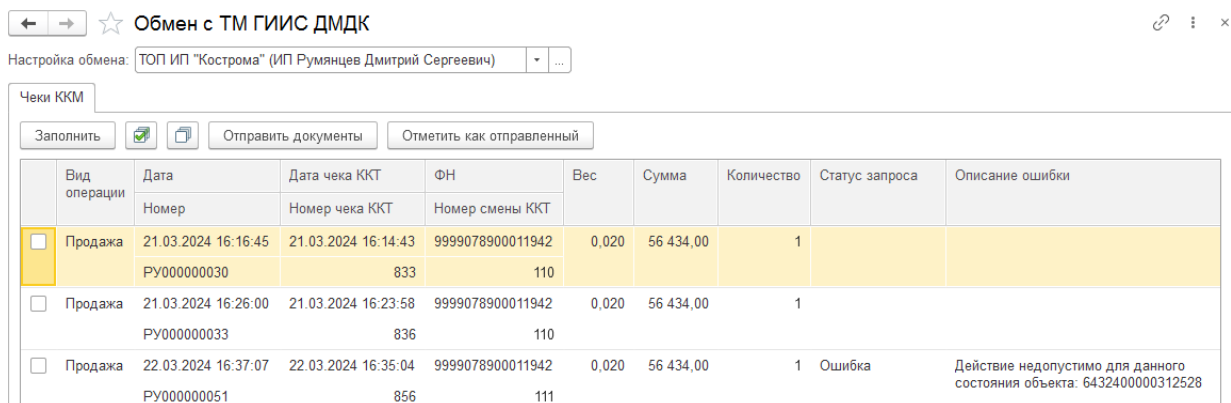 Обмен с ТМ ГИИС ДМДК
Настройка обмена: ТОП ИП "Кострома" (ИП Румянцев Дмитрий Сергеевич)
Чеки ККМ
Заполнить Отправить документы Отметить как отправленный
Вид операции Дата Дата чека ККТ ФН Вес Сумма Количество Статус запроса Описание ошибки
Номер Номер чека ККТ Номер смены ККТ
Продажа 21.03.2024 16:16:45 21.03.2024 16:14:43 9999078900011942 0,020 56 434,00 1
РУ000000030 833 110
Продажа 21.03.2024 16:26:00 21.03.2024 16:23:58 9999078900011942 0,020 56 434,00 1
РУ000000033 836 110
Продажа 22.03.2024 16:37:07 22.03.2024 16:35:04 9999078900011942 0,020 56 434,00 1 Ошибка Действие недопустимо для данного
состояния объекта: 6432400000312528
РУ000000051 856 111